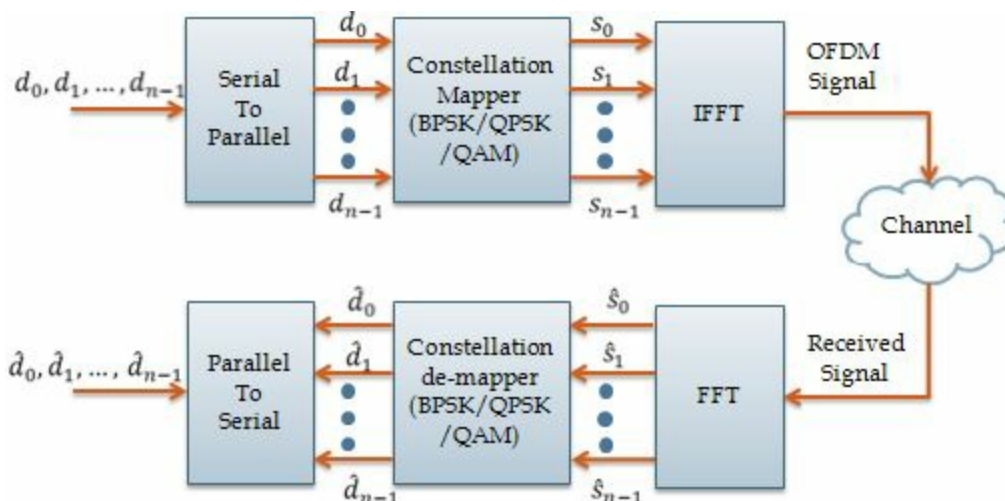 d₀, d₁, ..., dₙ₋₁
Serial
To
Parallel
d₀
d₁
dₙ₋₁
Constellation
Mapper
(BPSK/QPSK
/QAM)
s₀
s₁
sₙ₋₁
IFFT
OFDM
Signal
Channel
Received
Signal
FFT
ŝ₀
ŝ₁
ŝₙ₋₁
Constellation
de-mapper
(BPSK/QPSK
/QAM)
d̂₀
d̂₁
d̂ₙ₋₁
Parallel
To
Serial
d̂₀, d̂₁, ..., d̂ₙ₋₁